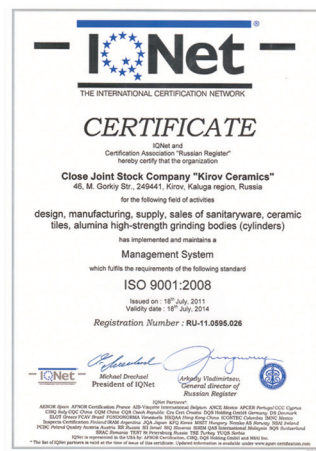 IQNet ®
THE INTERNATIONAL CERTIFICATION NETWORK
CERTIFICATE
IQNet and
Certification Association "Russian Register"
hereby certify that the organization
Close Joint Stock Company "Kirov Ceramics"
46, M. Gorkiy Str., 249441, Kirov, Kaluga region, Russia
for the following field of activities
design, manufacturing, supply, sales of sanitaryware, ceramic
tiles, alumina high-strength grinding bodies (cylinders)
has implemented and maintains a
Management System
which fulfils the requirements of the following standard
ISO 9001:2008
Issued on : 18th July, 2011
Validity date : 18th July, 2014
Registration Number : RU-11.0595.026
IQNet
Michael Drechsel
President of IQNet
Arkady Vladimirtsev,
General director of
Russian Register
IQNet Partners*: